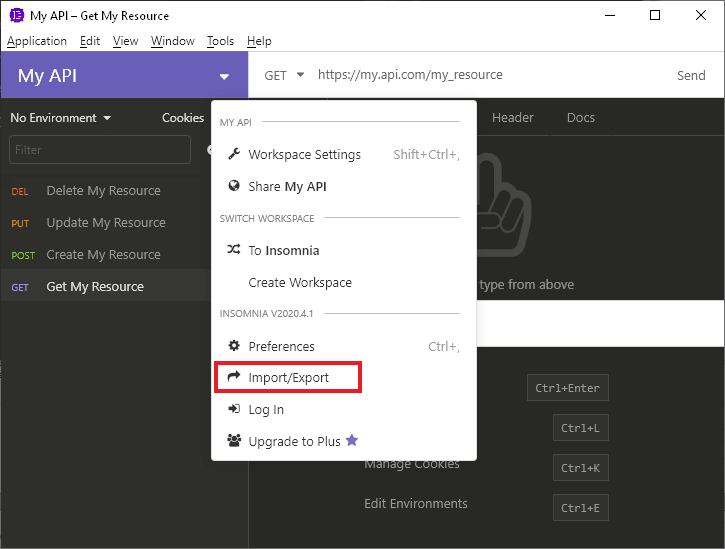 My API – Get My Resource
Application Edit View Window Tools Help
My API
GET https://my.api.com/my_resource Send
No Environment Cookies
Header Docs
Filter
DEL Delete My Resource
PUT Update My Resource
POST Create My Resource
GET Get My Resource
MY API
Workspace Settings Shift+Ctrl+,
Share My API
SWITCH WORKSPACE
To Insomnia
Create Workspace
INSOMNIA V2020.4.1
Preferences Ctrl+,
Import/Export
Log In
Upgrade to Plus
type from above
Ctrl+Enter
Ctrl+L
Manage Cookies Ctrl+K
Edit Environments Ctrl+E